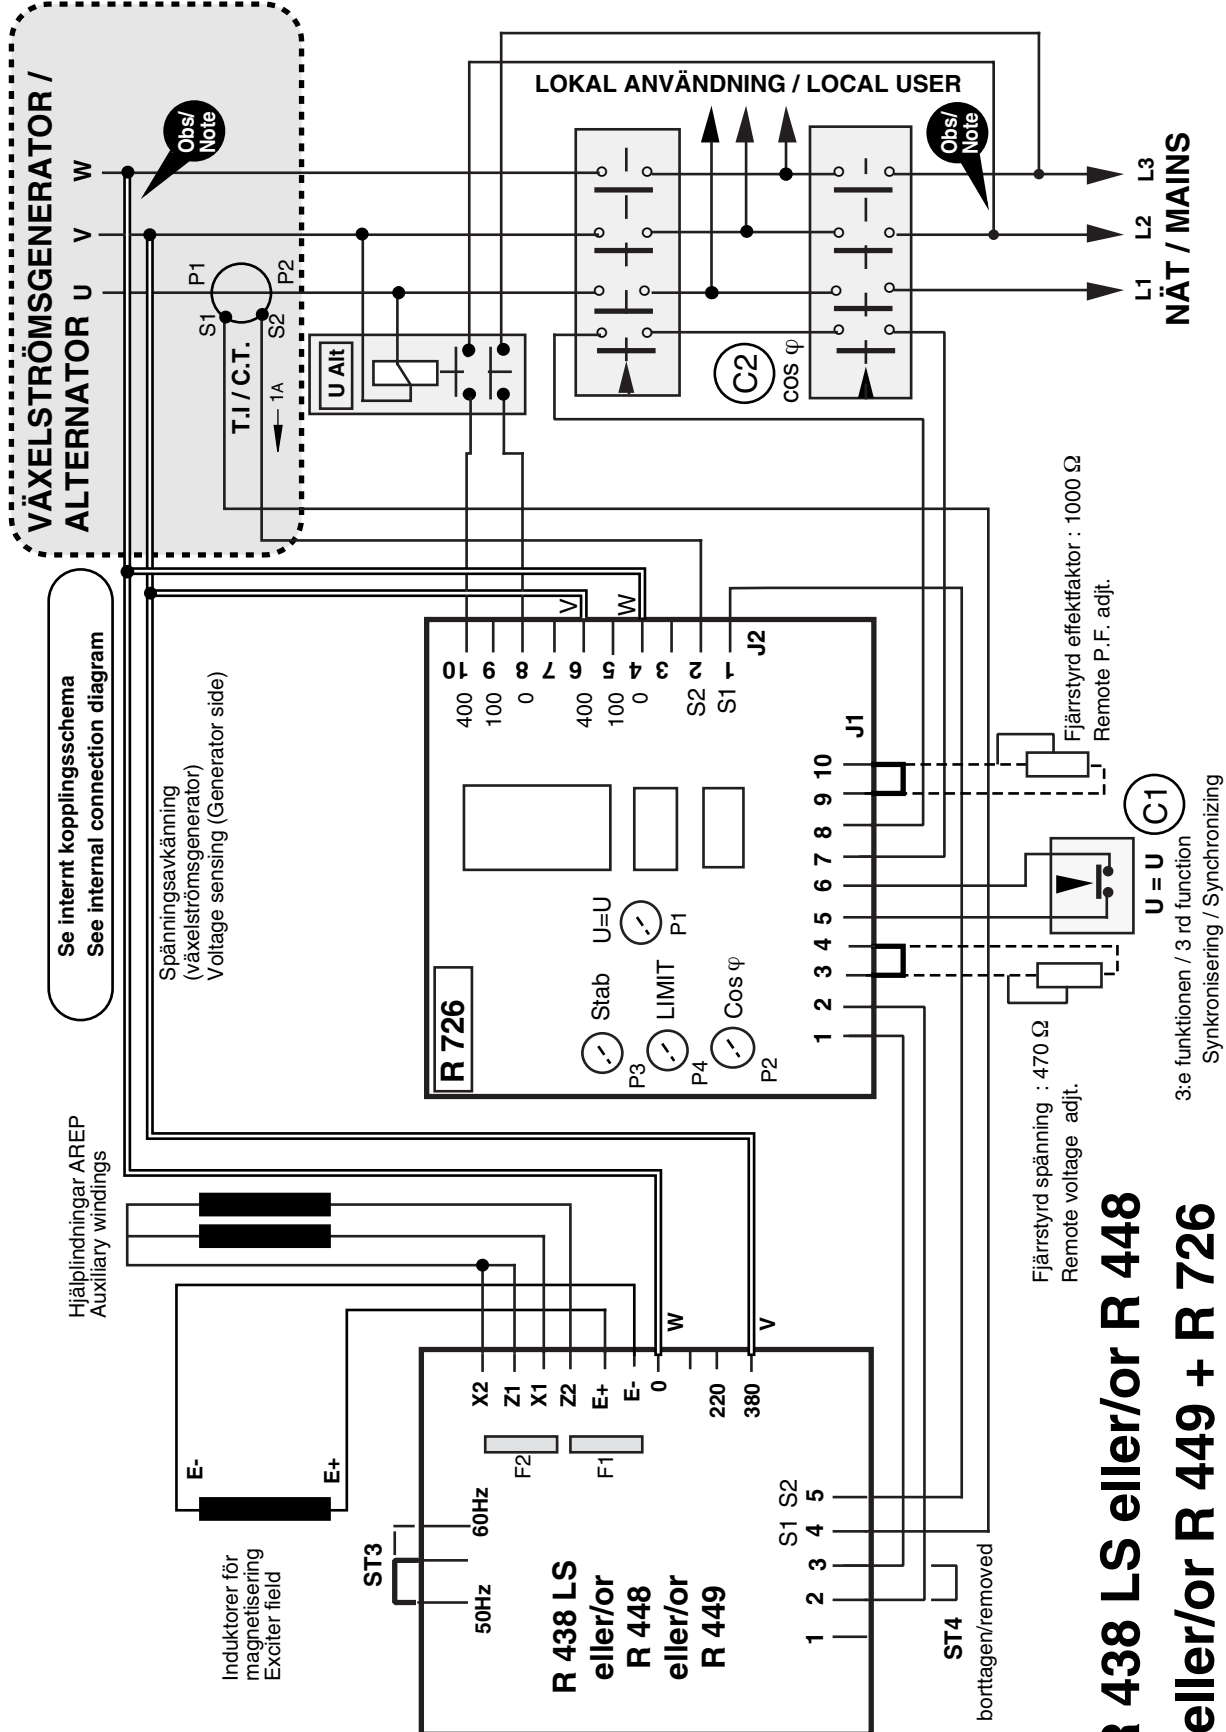 VÄXELSTRÖMSGENERATOR /
ALTERNATOR U V W
Obs/
Note
P1
P2
S1
S2
T.I / C.T.
1A
U Alt
LOKAL ANVÄNDNING / LOCAL USER
Obs/
Note
C2
cos φ
L1 L2 L3
NÄT / MAINS
Se internt kopplingsschema
See internal connection diagram
Spänningsavkänning
(växelströmsgenerator)
Voltage sensing (Generator side)
V
W
R 726
10 9 8 7 6 5 4 3 2 1
400 100 0 400 100 0 S2 S1
J2
Stab
P3
LIMIT
P4
Cos φ
P2
U=U
P1
J1
1 2 3 4 5 6 7 8 9 10
Fjärrstyrd effektfaktor : 1000 Ω
Remote P.F. adjt.
C1
U = U
3:e funktionen / 3 rd function
Synkronisering / Synchronizing
Fjärrstyrd spänning : 470 Ω
Remote voltage adjt.
Hjälplindningar AREP
Auxiliary windings
E-
E+
Induktorer för
magnetisering
Exciter field
ST3
50Hz
60Hz
X2
Z1
X1
Z2
E+
E-
0
220
380
W
V
F2
F1
R 438 LS
eller/or
R 448
eller/or
R 449
S1 S2
1 2 3 4 5
ST4
borttagen/removed
R 438 LS eller/or R 448
eller/or R 449 + R 726